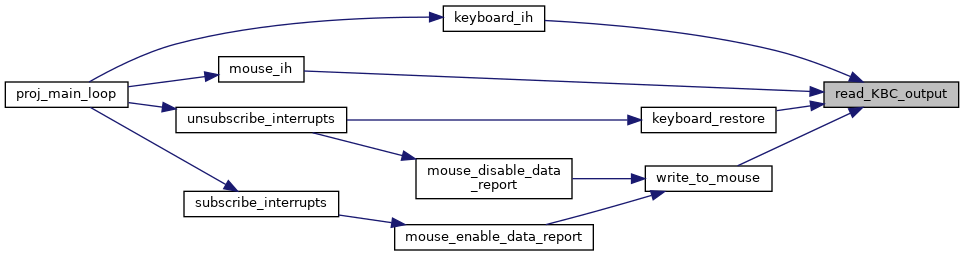 keyboard_ih
mouse_ih
proj_main_loop
read_KBC_output
unsubscribe_interrupts
keyboard_restore
mouse_disable_data
_report
write_to_mouse
subscribe_interrupts
mouse_enable_data_report